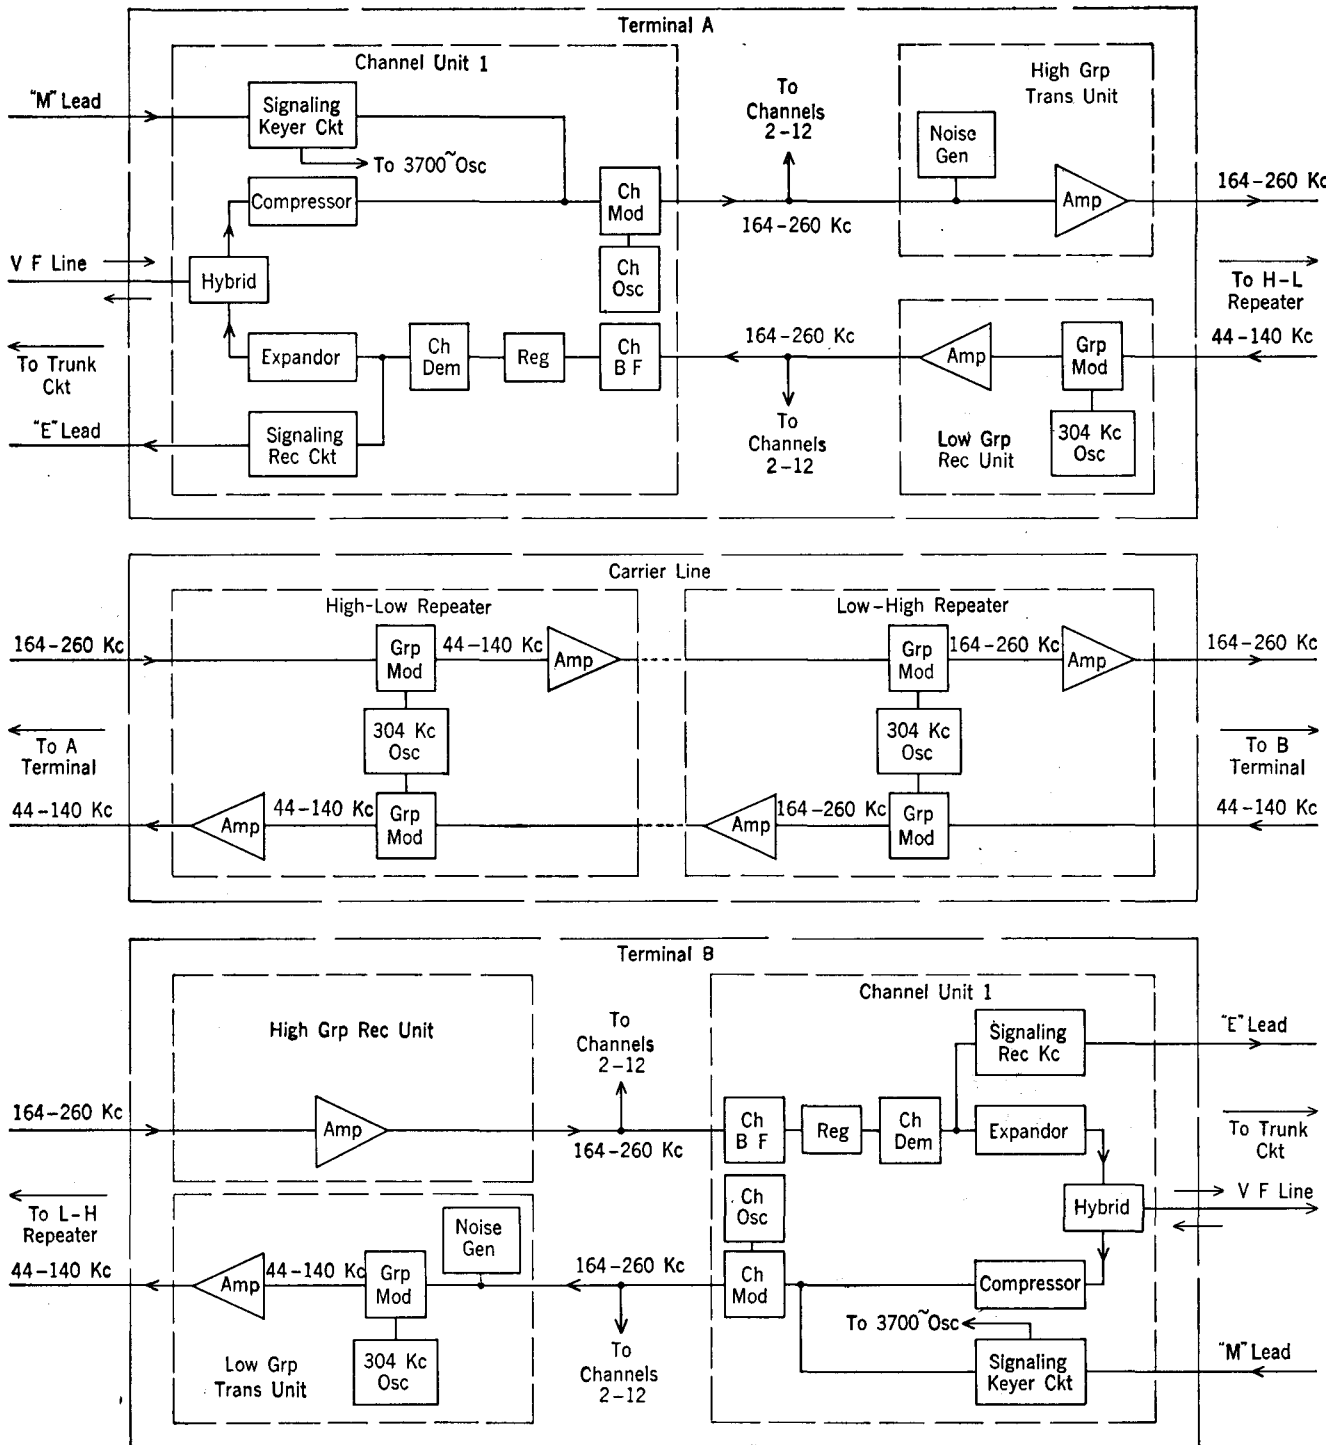 Terminal A
Channel Unit 1
High Grp
Trans Unit
"M" Lead
Signaling
Keyer Ckt
To 3700~ Osc
To
Channels
2-12
Noise
Gen
Compressor
Ch
Mod
164-260 Kc
Amp
164-260 Kc
V F Line
Hybrid
Ch
Osc
To H-L
Repeater
To Trunk
Ckt
Expandor
Ch
Dem
Reg
Ch
B F
164-260 Kc
Amp
Grp
Mod
44-140 Kc
"E" Lead
Signaling
Rec Ckt
To
Channels
2-12
Low Grp
Rec Unit
304 Kc
Osc
Carrier Line
High-Low Repeater
Low-High Repeater
164-260 Kc
Grp
Mod
44-140 Kc
Amp
Grp
Mod
164-260 Kc
Amp
164-260 Kc
To A
Terminal
304 Kc
Osc
304 Kc
Osc
To B
Terminal
44-140 Kc
Amp
44-140 Kc
Grp
Mod
Amp
164-260 Kc
Grp
Mod
44-140 Kc
Terminal B
Channel Unit 1
High Grp Rec Unit
To
Channels
2-12
Signaling
Rec Kc
"E" Lead
164-260 Kc
Amp
164-260 Kc
Ch
B F
Reg
Ch
Dem
Expandor
To Trunk
Ckt
To L-H
Repeater
Noise
Gen
Ch
Osc
Hybrid
V F Line
44-140 Kc
Amp
44-140 Kc
Grp
Mod
164-260 Kc
Ch
Mod
Compressor
To 3700~ Osc
Low Grp
Trans Unit
304 Kc
Osc
To
Channels
2-12
Signaling
Keyer Ckt
"M" Lead